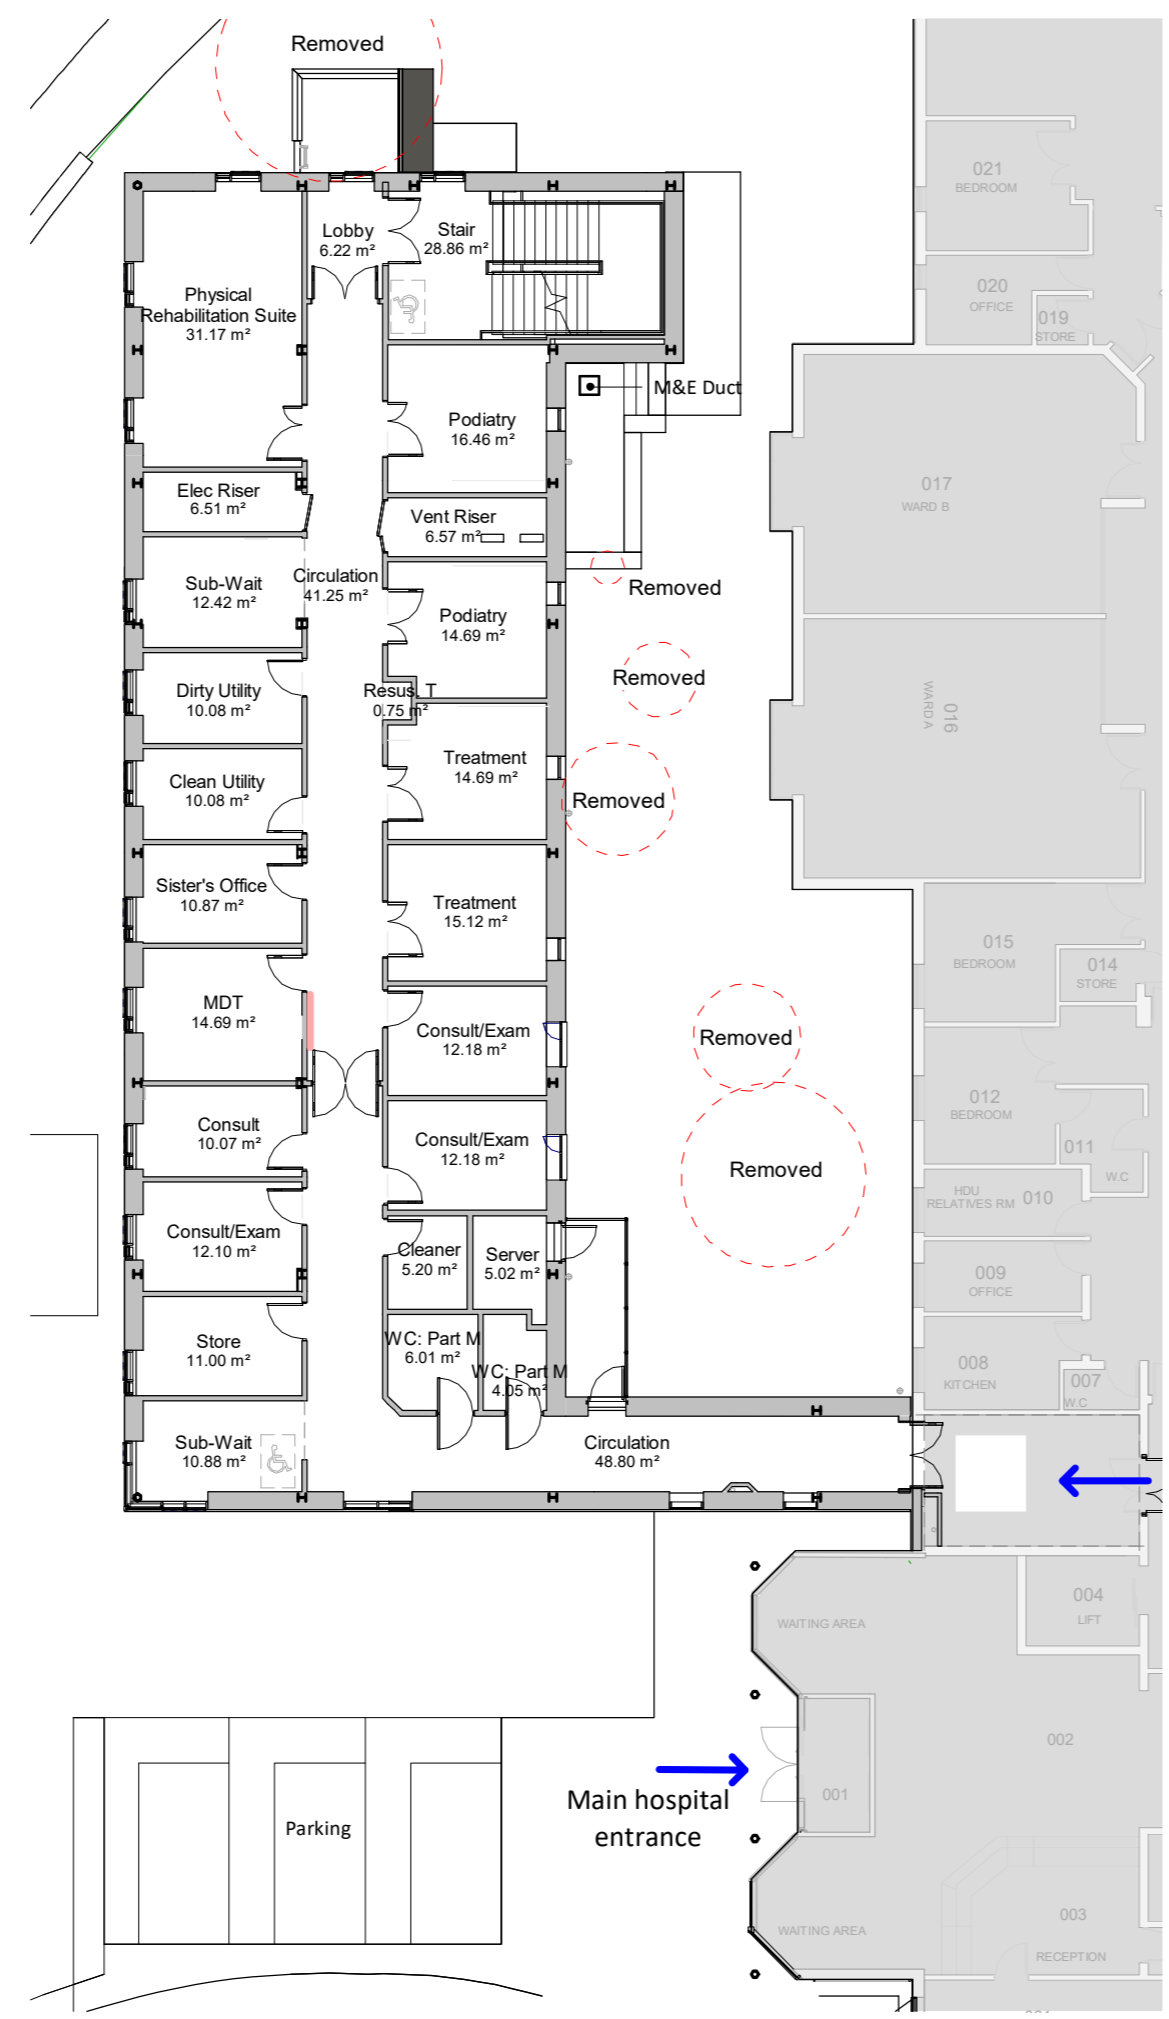 Removed
021
BEDROOM
Lobby
6.22 m²
Stair
28.86 m²
020
OFFICE
019
STORE
Physical
Rehabilitation Suite
31.17 m²
M&E Duct
Podiatry
16.46 m²
017
WARD B
Elec Riser
6.51 m²
Vent Riser
6.57m²
Circulation
41.25 m²
Sub-Wait
12.42 m²
Removed
Podiatry
14.69 m²
Removed
Resus. T
0.75 m²
Dirty Utility
10.08 m²
016
WARD A
Treatment
14.69 m²
Clean Utility
10.08 m²
Removed
Sister's Office
10.87 m²
Treatment
15.12 m²
015
BEDROOM
014
STORE
MDT
14.69 m²
Consult/Exam
12.18 m²
Removed
012
BEDROOM
Consult
10.07 m²
Consult/Exam
12.18 m²
Removed
011
W.C
HDU
RELATIVES RM
010
Consult/Exam
12.10 m²
Cleaner
5.20 m²
Server
5.02 m²
009
OFFICE
Store
11.00 m²
WC: Part M
6.01 m²
WC: Part M
4.05 m²
008
KITCHEN
007
W.C
Sub-Wait
10.88 m²
Circulation
48.80 m²
WAITING AREA
004
LIFT
002
001
Main hospital
entrance
Parking
003
WAITING AREA
RECEPTION